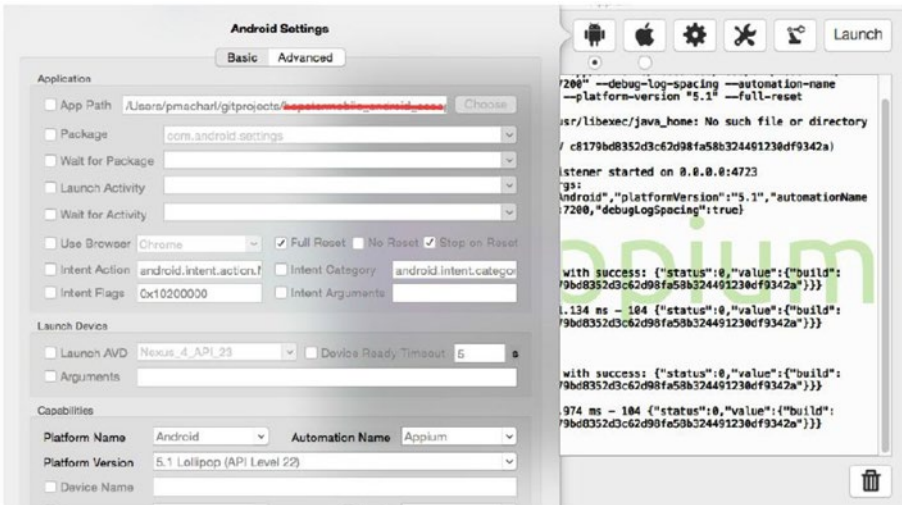 Android Settings
Basic Advanced
Application
App Path /Users/pmacharl/gitprojects/ Choose
Package com.android.settings
Wait for Package
Launch Activity
Wait for Activity
Use Browser Chrome Full Reset No Reset Stop on Reset
Intent Action android.intent.action. Intent Category android.intent.catego
Intent Flags 0x10200000 Intent Arguments
Launch Device
Launch AVD Nexus_4_API_23 Device Ready Timeout 5 s
Arguments
Capabilities
Platform Name Android Automation Name Appium
Platform Version 5.1 Lollipop (API Level 22)
Device Name
Launch
7200" --debug-log-spacing --automation-name
--platform-version "5.1" --full-reset
usr/libexec/java_home: No such file or directory
c8179bd8352d3c62d98fa58b324491230df9342a)
istener started on 0.0.0.0:4723
rgs:
Android","platformVersion":"5.1","automationName
:7200,"debugLogSpacing":true}
pium
with success: {"status":0,"value":{"build":
79bd8352d3c62d98fa58b324491230df9342a"}}}
.134 ms - 104 {"status":0,"value":{"build":
79bd8352d3c62d98fa58b324491230df9342a"}}}
with success: {"status":0,"value":{"build":
79bd8352d3c62d98fa58b324491230df9342a"}}}
.974 ms - 104 {"status":0,"value":{"build":
79bd8352d3c62d98fa58b324491230df9342a"}}}